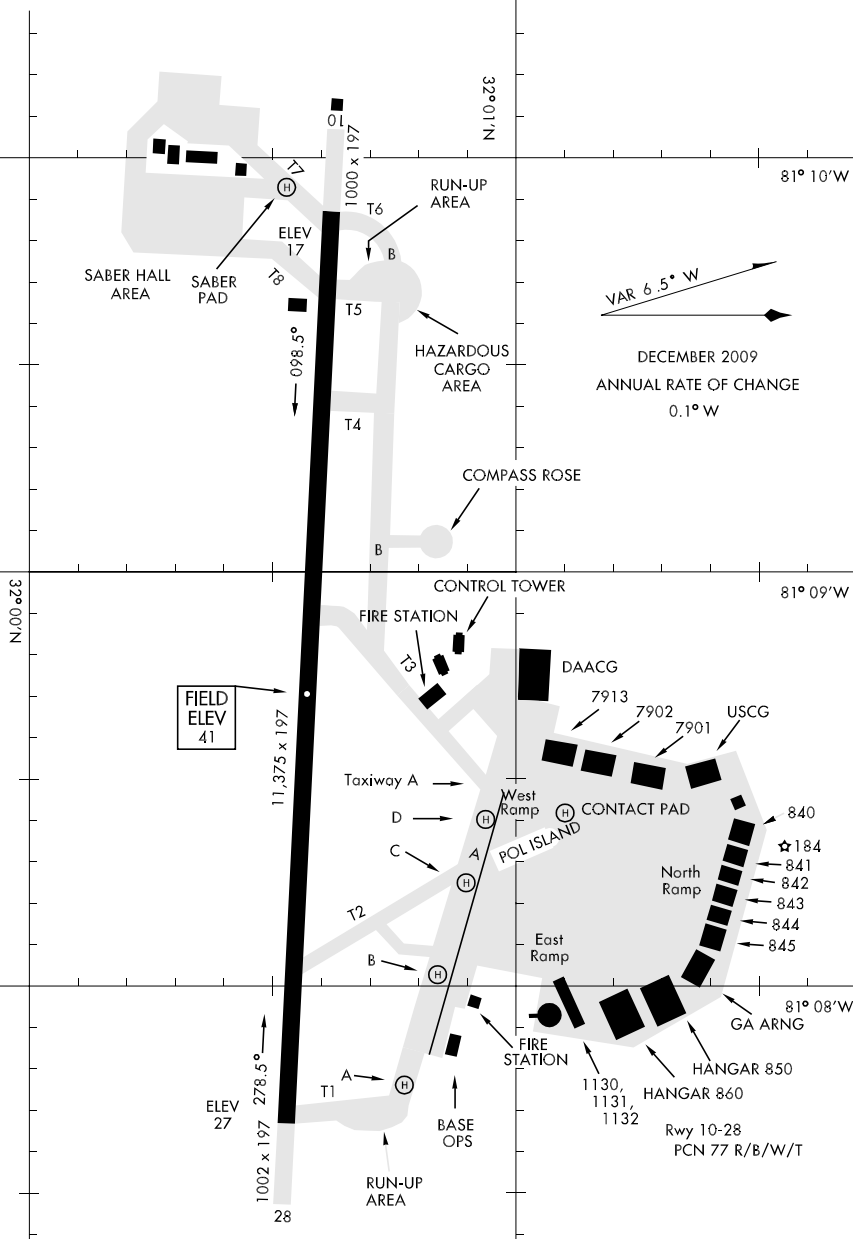 32°01'N
10
1000 x 197
81° 10'W
RUN-UP
AREA
T7
H
T6
ELEV
17
B
SABER HALL
AREA
SABER
PAD
T8
VAR 6.5° W
T5
098.5°
HAZARDOUS
CARGO
AREA
DECEMBER 2009
ANNUAL RATE OF CHANGE
0.1° W
T4
COMPASS ROSE
B
32°00'N
81° 09'W
CONTROL TOWER
FIRE STATION
T3
DAACG
7913
7902
7901
USCG
FIELD
ELEV
41
11,375 x 197
Taxiway A
West
Ramp
D
H
H
CONTACT PAD
840
POL ISLAND
A
184
C
H
841
North
Ramp
842
843
844
845
T2
East
Ramp
B
H
81° 08'W
GA ARNG
278.5°
FIRE
STATION
HANGAR 850
A
H
T1
1130,
1131,
1132
HANGAR 860
ELEV
27
BASE
OPS
Rwy 10-28
PCN 77 R/B/W/T
1002 x 197
RUN-UP
AREA
28